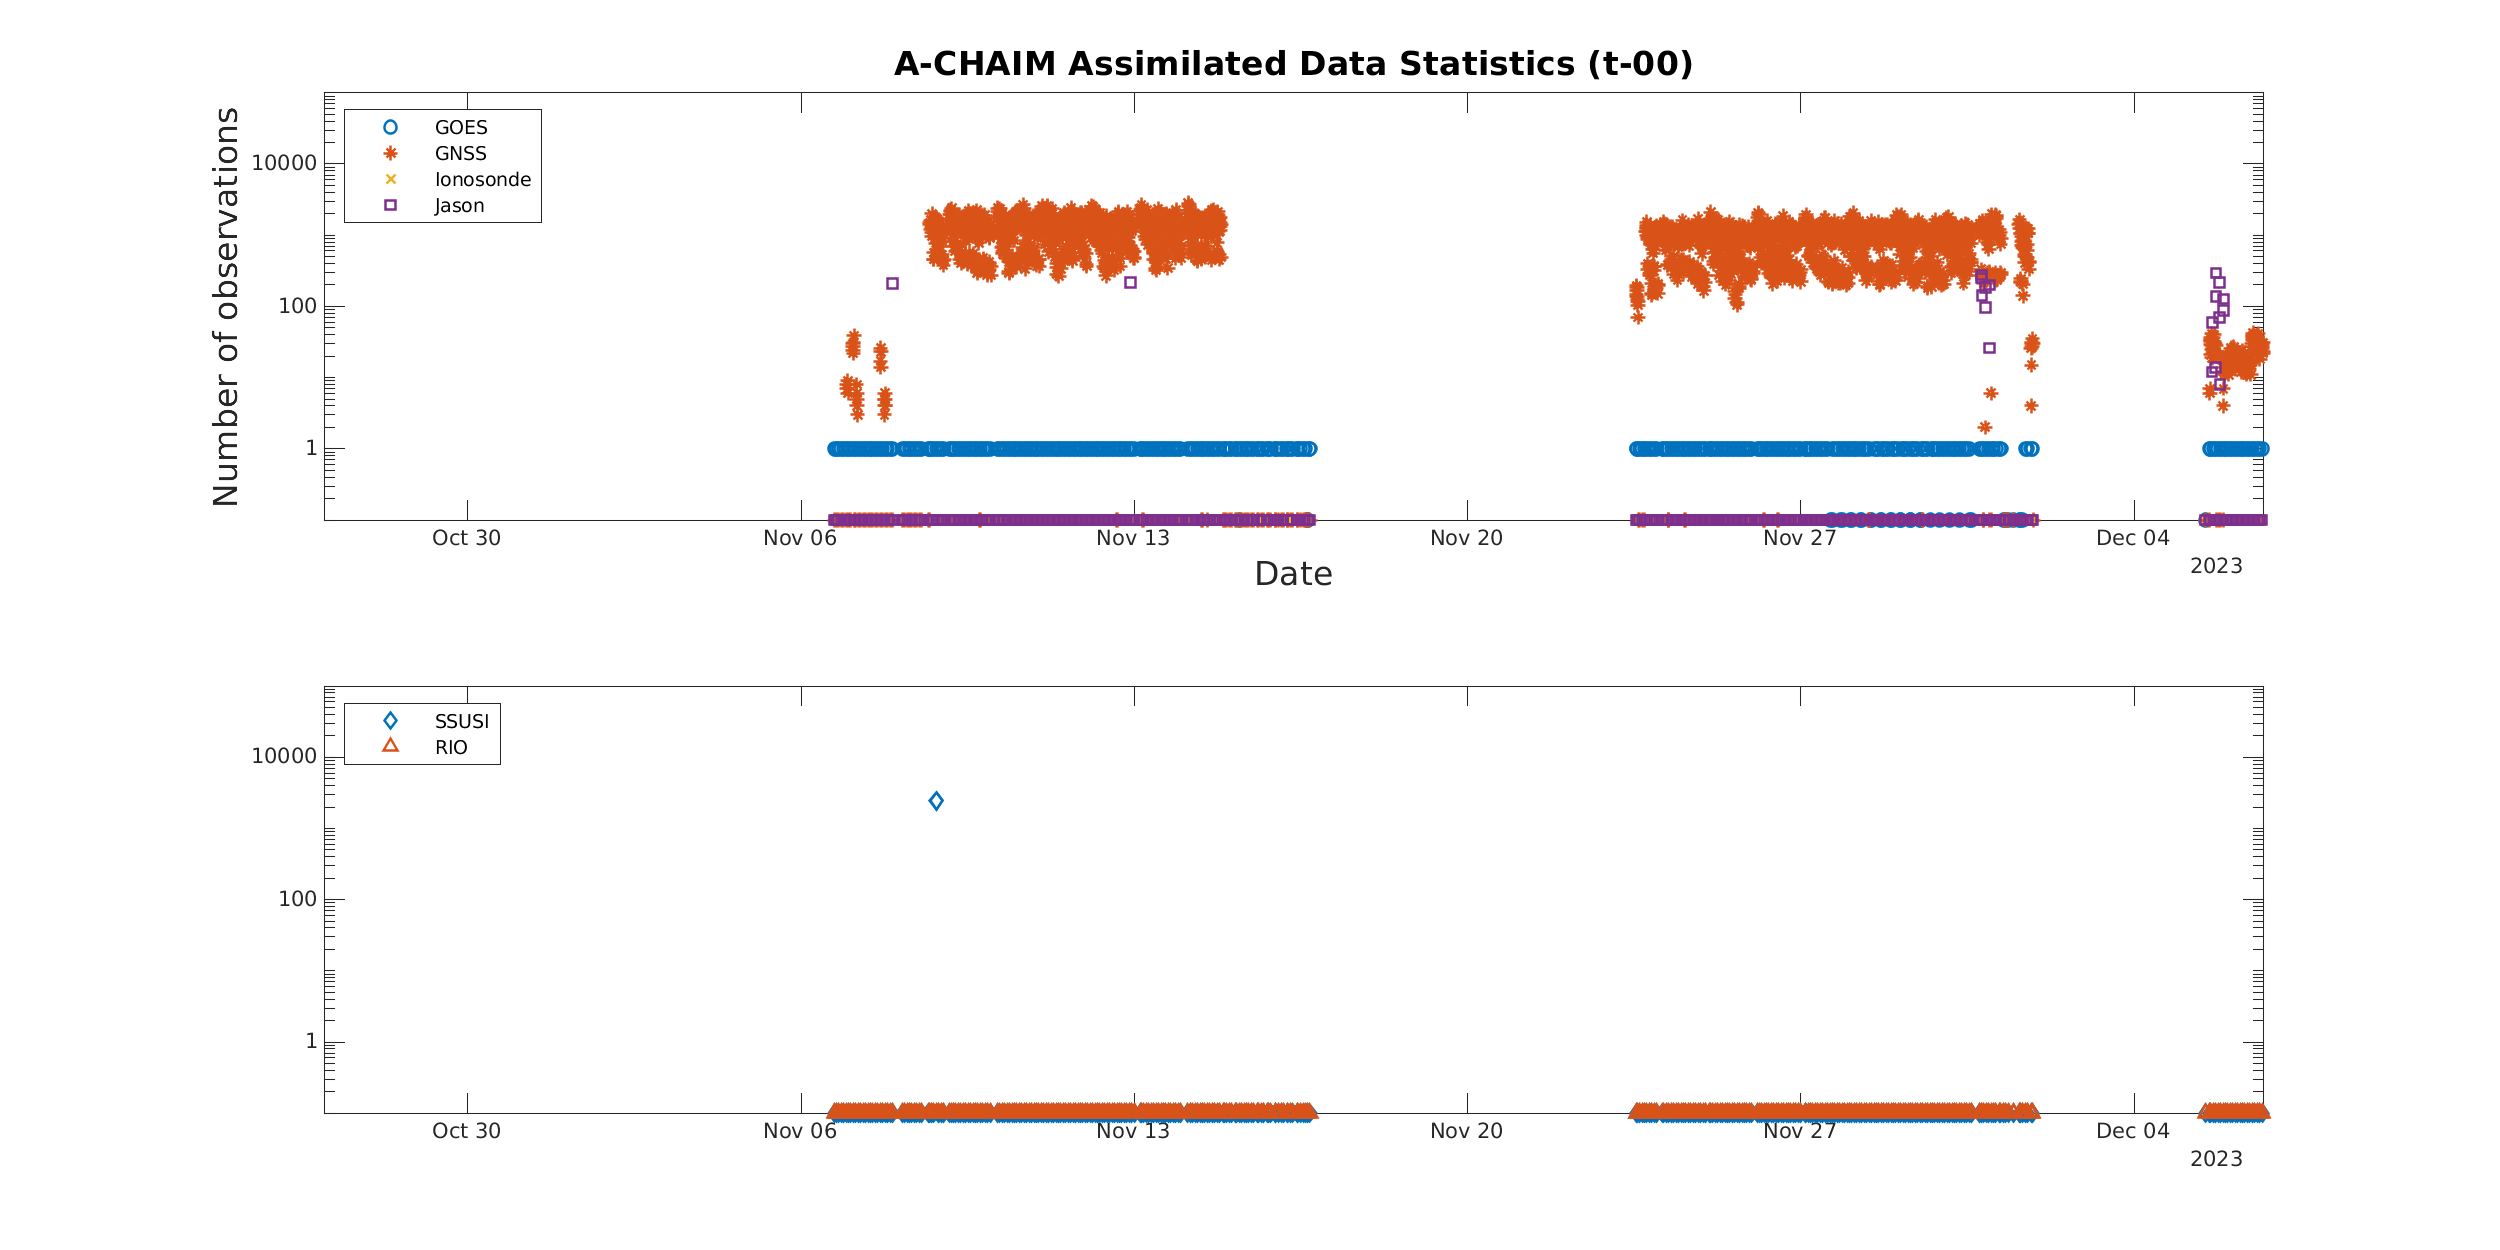 A-CHAIM Assimilated Data Statistics (t-00)
Number of observations
GOES
GNSS
Ionosonde
Jason
10000
100
1
Oct 30 Nov 06 Nov 13 Nov 20 Nov 27 Dec 04
2023
Date
SSUSI
RIO
10000
100
1
Oct 30 Nov 06 Nov 13 Nov 20 Nov 27 Dec 04
2023